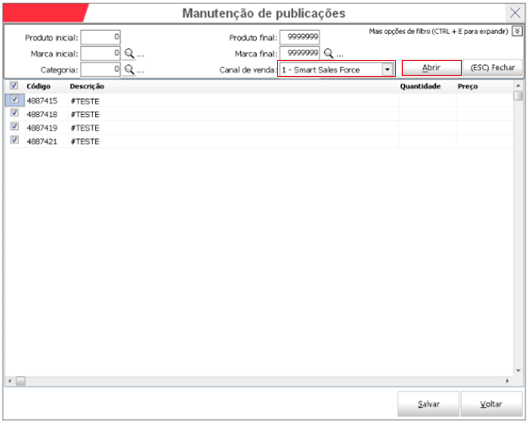 Manutenção de publicações
Mais opções de filtro (CTRL + E para expandir)
Produto inicial: 0 Produto final: 9999999
Marca inicial: 0 ... Marca final: 9999999 ...
Categoria: 0 ... Canal de venda: 1 - Smart Sales Force Abrir (ESC) Fechar
Código Descrição Quantidade Preço
4887415 #TESTE
4887418 #TESTE
4887419 #TESTE
4887421 #TESTE
Salvar Voltar